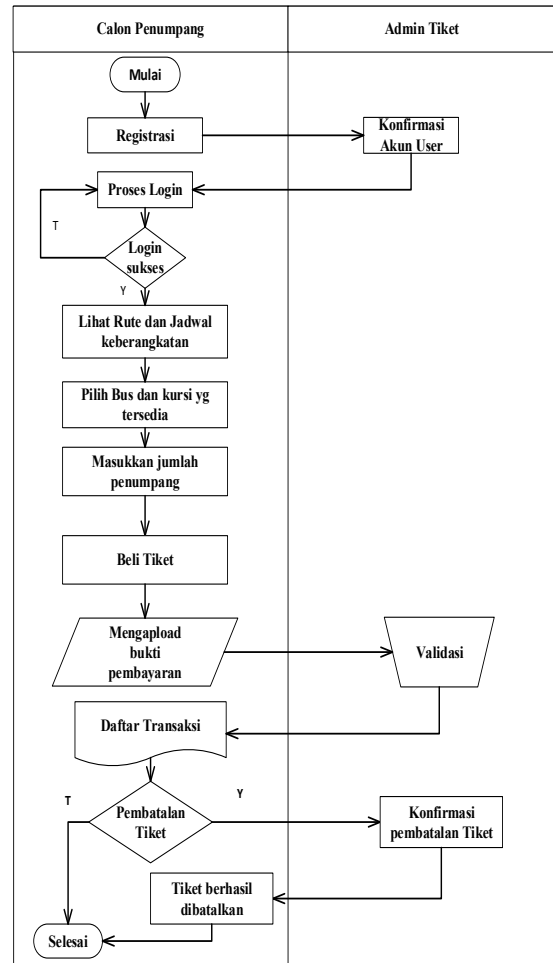 Calon Penumpang
Admin Tiket
Mulai
Registrasi
Konfirmasi
Akun User
Proses Login
T
Login
sukses
Y
Lihat Rute dan Jadwal
keberangkatan
Pilih Bus dan kursi yg
tersedia
Masukkan jumlah
penumpang
Beli Tiket
Mengapload
bukti
pembayaran
Validasi
Daftar Transaksi
T
Y
Pembatalan
Tiket
Konfirmasi
pembatalan Tiket
Tiket berhasil
dibatalkan
Selesai